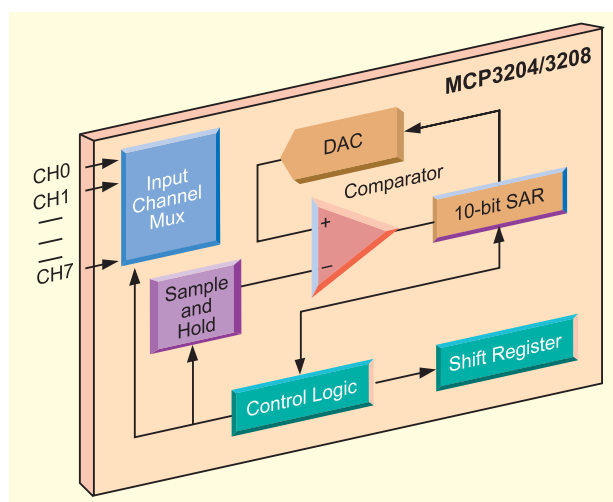 MCP3204/3208
DAC
CH0
CH1
CH7
Input
Channel
Mux
Comparator
10-bit SAR
+
–
Sample
and
Hold
Shift Register
Control Logic